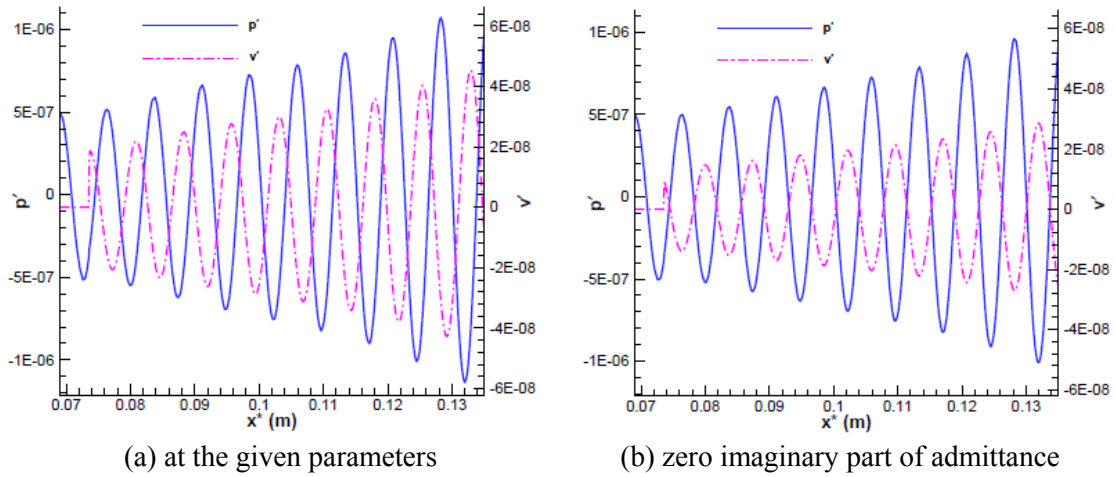 1E-06
5E-07
0
-5E-07
-1E-06
p'
p'
v'
6E-08
4E-08
2E-08
0
-2E-08
-4E-08
-6E-08
v'
0.07 0.08 0.09 0.1 0.11 0.12 0.13
x* (m)
(a) at the given parameters
1E-06
5E-07
0
-5E-07
-1E-06
p'
p'
v'
6E-08
4E-08
2E-08
0
-2E-08
-4E-08
-6E-08
v'
0.07 0.08 0.09 0.1 0.11 0.12 0.13
x* (m)
(b) zero imaginary part of admittance